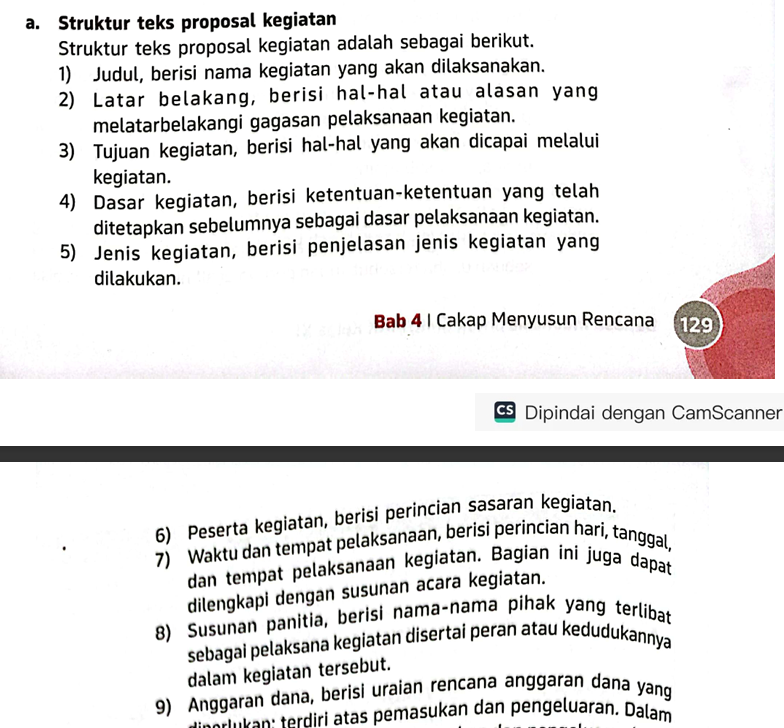 a. Struktur teks proposal kegiatan
Struktur teks proposal kegiatan adalah sebagai berikut.
1) Judul, berisi nama kegiatan yang akan dilaksanakan.
2) Latar belakang, berisi hal-hal atau alasan yang
melatarbelakangi gagasan pelaksanaan kegiatan.
3) Tujuan kegiatan, berisi hal-hal yang akan dicapai melalui
kegiatan.
4) Dasar kegiatan, berisi ketentuan-ketentuan yang telah
ditetapkan sebelumnya sebagai dasar pelaksanaan kegiatan.
5) Jenis kegiatan, berisi penjelasan jenis kegiatan yang
dilakukan.
Bab 4 | Cakap Menyusun Rencana 129
CS Dipindai dengan CamScanner
6) Peserta kegiatan, berisi perincian sasaran kegiatan.
7) Waktu dan tempat pelaksanaan, berisi perincian hari, tanggal,
dan tempat pelaksanaan kegiatan. Bagian ini juga dapat
dilengkapi dengan susunan acara kegiatan.
8) Susunan panitia, berisi nama-nama pihak yang terlibat
sebagai pelaksana kegiatan disertai peran atau kedudukannya
dalam kegiatan tersebut.
9) Anggaran dana, berisi uraian rencana anggaran dana yang
diperlukan; terdiri atas pemasukan dan pengeluaran. Dalam